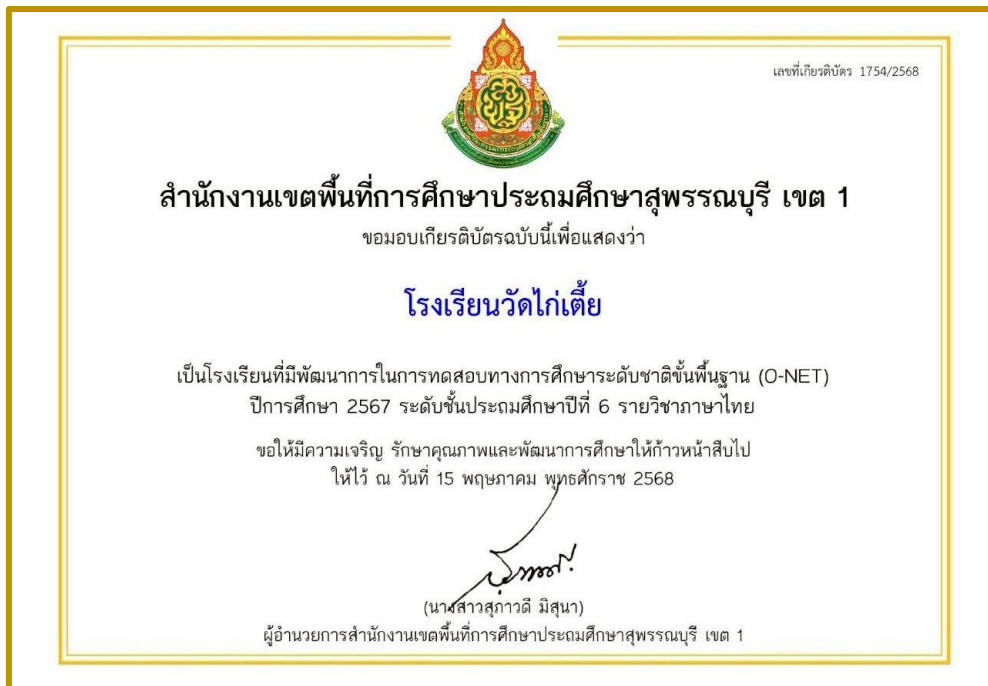 เลขที่เกียรติบัตร 1754/2568
สำนักงานเขตพื้นที่การศึกษาประถมศึกษาสุพรรณบุรี เขต 1
ขอมอบเกียรติบัตรฉบับนี้เพื่อแสดงว่า
โรงเรียนวัดไก่เตี้ย
เป็นโรงเรียนที่มีพัฒนาการในการทดสอบทางการศึกษาระดับชาติขั้นพื้นฐาน (O-NET)
ปีการศึกษา 2567 ระดับชั้นประถมศึกษาปีที่ 6 รายวิชาภาษาไทย
ขอให้มีความเจริญ รักษาคุณภาพและพัฒนาการศึกษาให้ก้าวหน้าสืบไป
ให้ไว้ ณ วันที่ 15 พฤษภาคม พุทธศักราช 2568
(นางสาวสุภาวดี มิสุนา)
ผู้อำนวยการสำนักงานเขตพื้นที่การศึกษาประถมศึกษาสุพรรณบุรี เขต 1